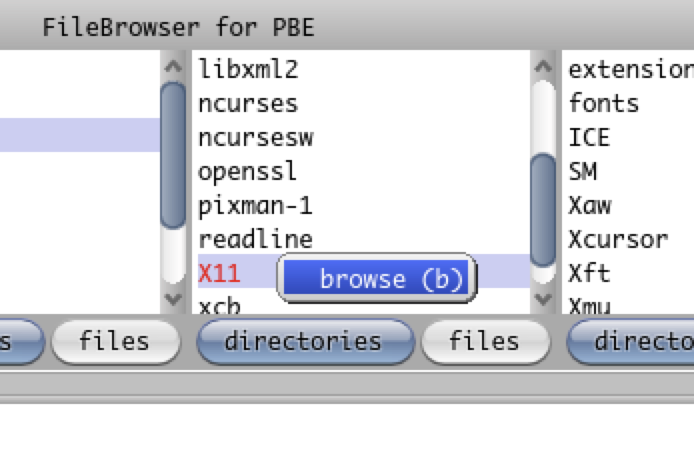 FileBrowser for PBE
libxml2
ncurses
ncursesw
openssl
pixman-1
readline
X11
browse (b)
xcb
extension
fonts
ICE
SM
Xaw
Xcursor
Xft
Xmu
s
files
directories
files
directo